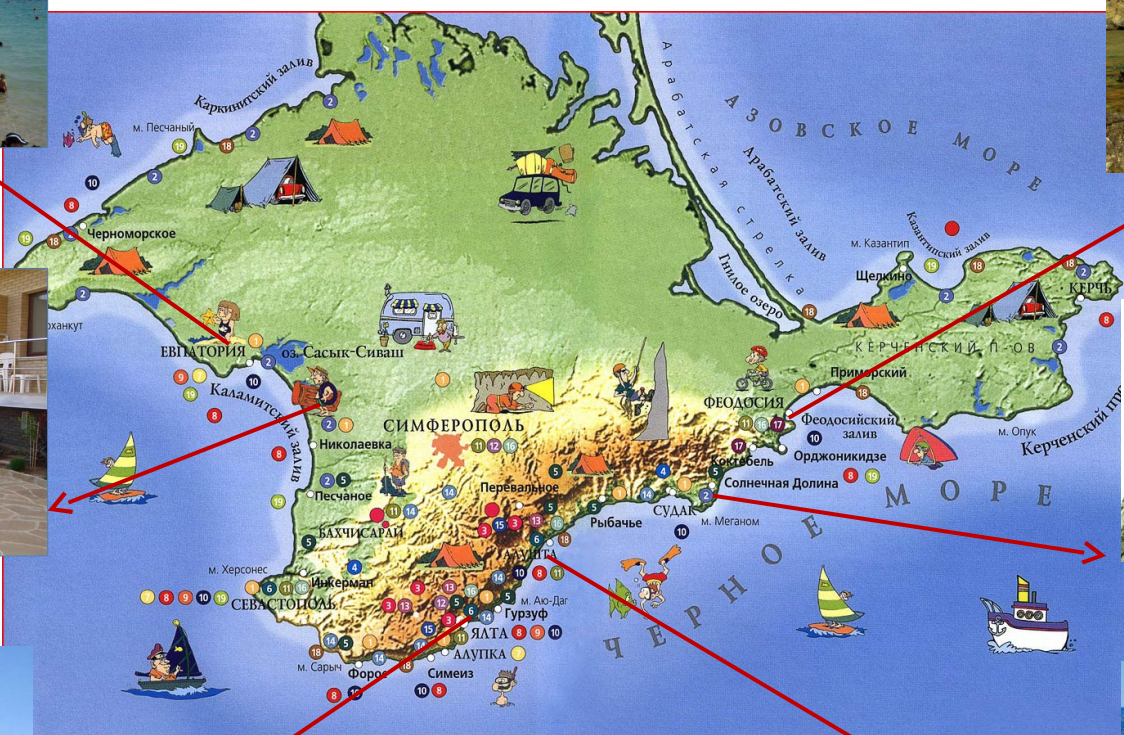 Каркинитский залив
м. Песчаный
Арабатская стрелка
АЗОВСКОЕ МОРЕ
Арабатский залив
Гнилое озеро
Казантипский залив
м. Казантип
Щелкино
КЕРЧЬ
КЕРЧЕНСКИЙ П-ОВ
Черноморское
ЕВПАТОРИЯ
оз. Сасык-Сиваш
Каламитский залив
Приморский
ФЕОДОСИЯ
Феодосийский
залив
м. Опук
Николаевка
СИМФЕРОПОЛЬ
Коктебель
Орджоникидзе
Солнечная Долина
Песчаное
Перевальное
СУДАК
м. Меганом
Рыбачье
БАХЧИСАРАЙ
АЛУШТА
м. Херсонес
Инкерман
СЕВАСТОПОЛЬ
м. Аю-Даг
Гурзуф
ЯЛТА
АЛУПКА
м. Сарыч
Форос
Симеиз
ЧЕРНОЕ МОРЕ